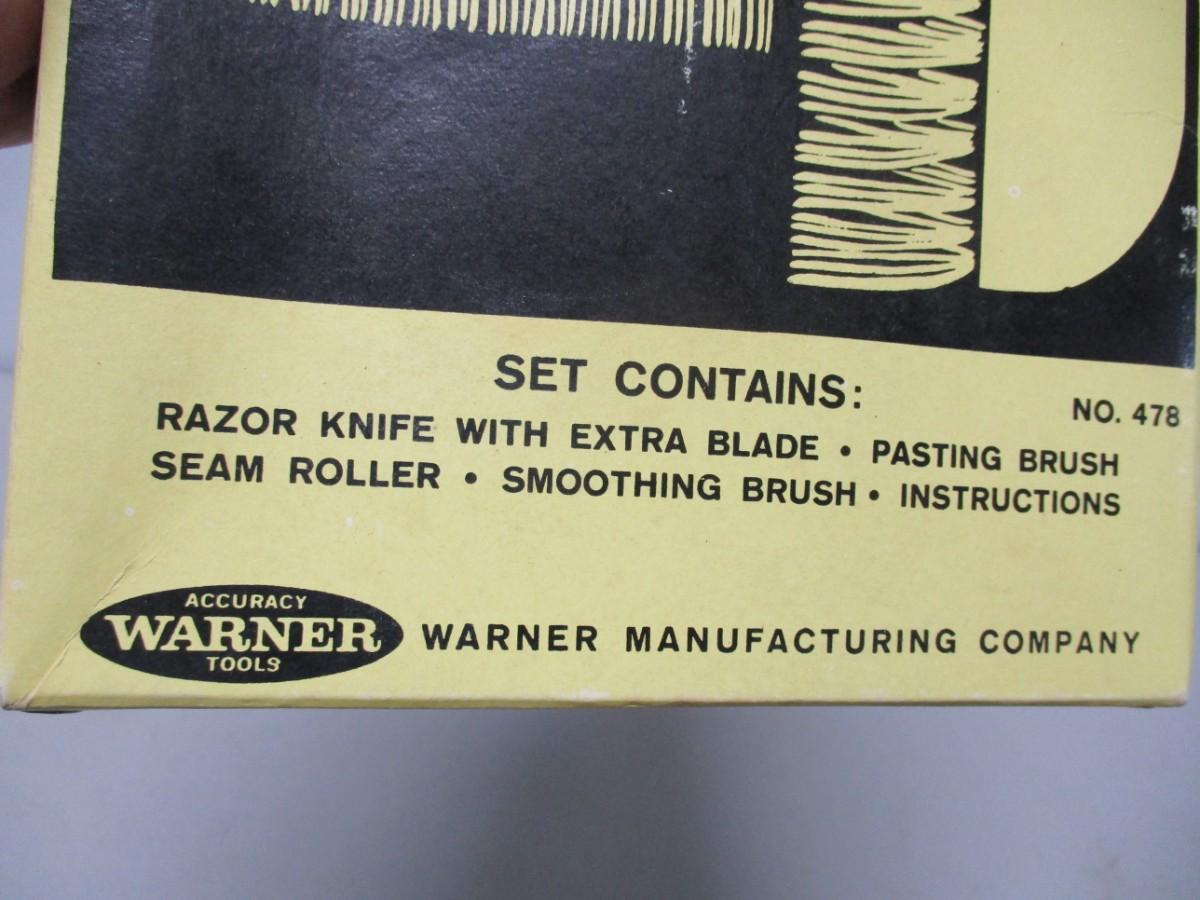 SET CONTAINS:
NO. 478
RAZOR KNIFE WITH EXTRA BLADE • PASTING BRUSH
SEAM ROLLER • SMOOTHING BRUSH • INSTRUCTIONS
ACCURACY
WARNER
TOOLS
WARNER MANUFACTURING COMPANY